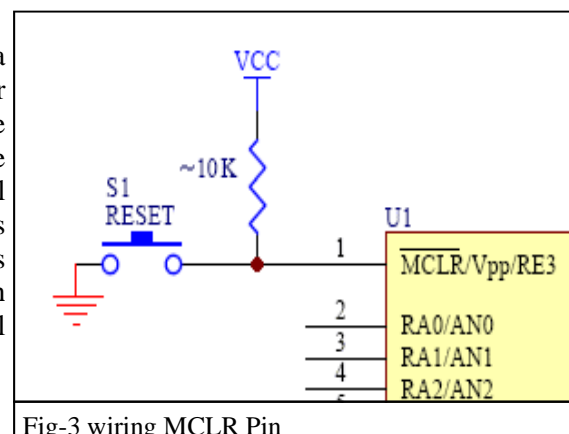 VCC
~10K
S1
RESET
U1
1
MCLR/Vpp/RE3
2
RA0/AN0
3
RA1/AN1
4
RA2/AN2
Fig-3 wiring MCLR Pin